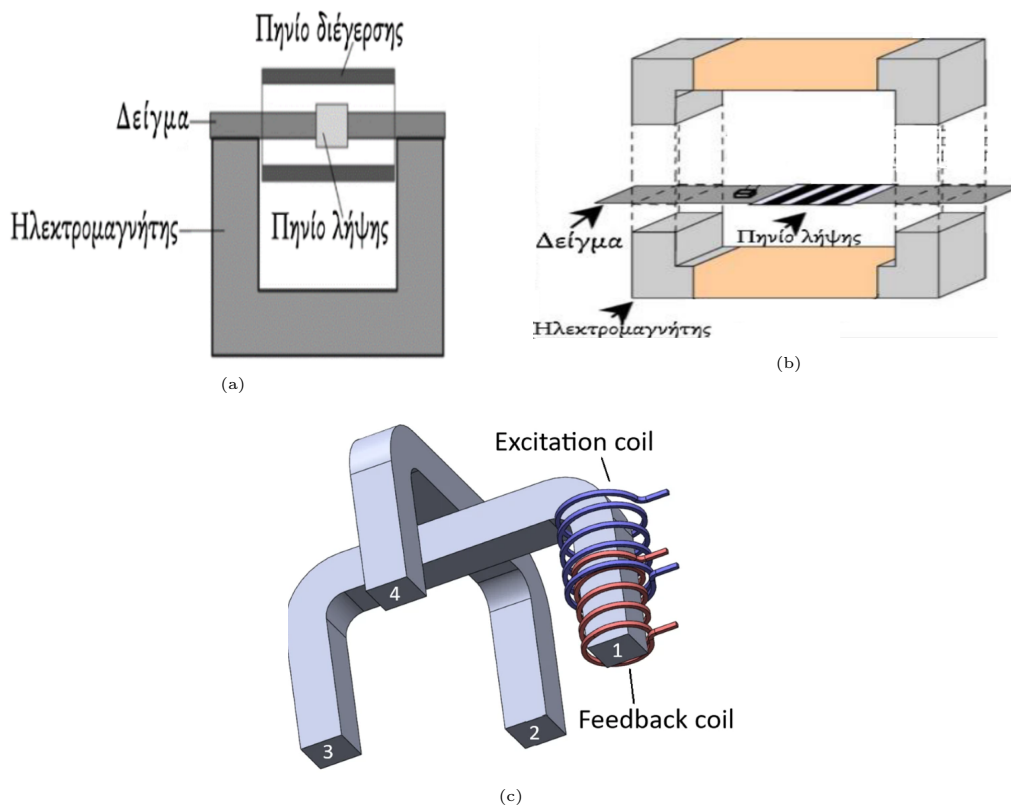 Πηνίο διέγερσης
Δείγμα
Ηλεκτρομαγνήτης
Πηνίο λήψης
(a)
Δείγμα
Πηνίο λήψης
Ηλεκτρομαγνήτης
(b)
Excitation coil
4
1
3
2
Feedback coil
(c)